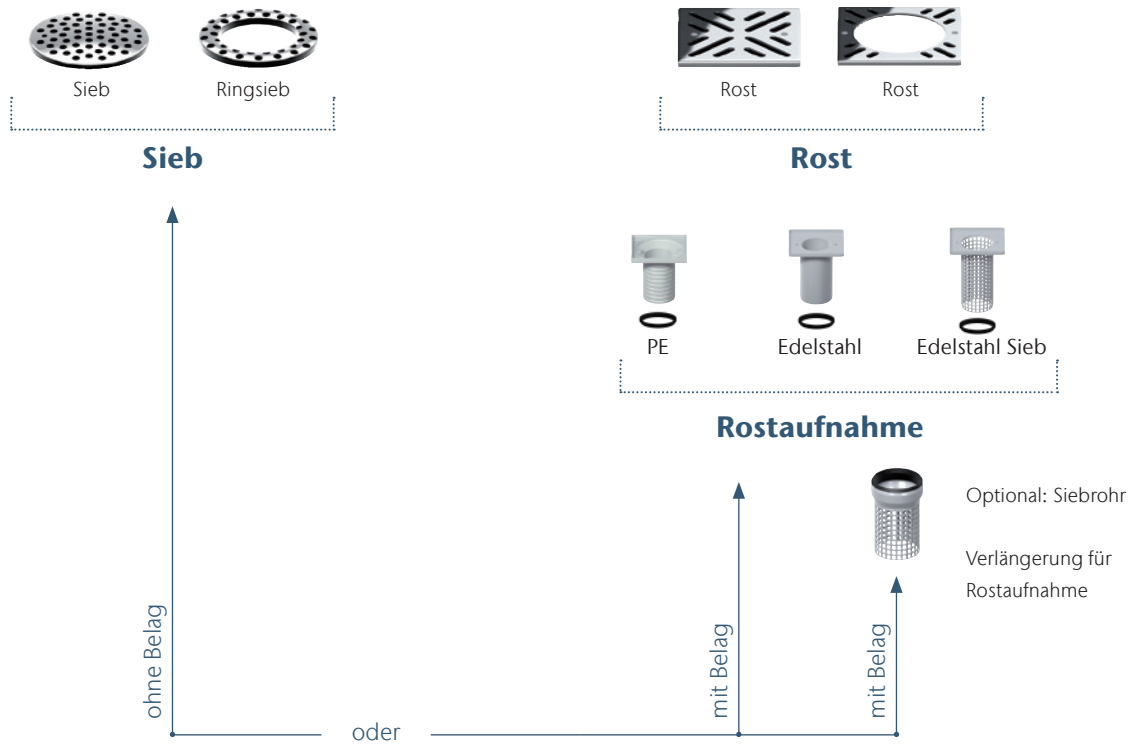 Sieb
Ringsieb
Sieb
Rost
Rost
Rost
PE
Edelstahl
Edelstahl Sieb
Rostaufnahme
Optional: Siebrohr
Verlängerung für
Rostaufnahme
ohne Belag
oder
mit Belag
mit Belag